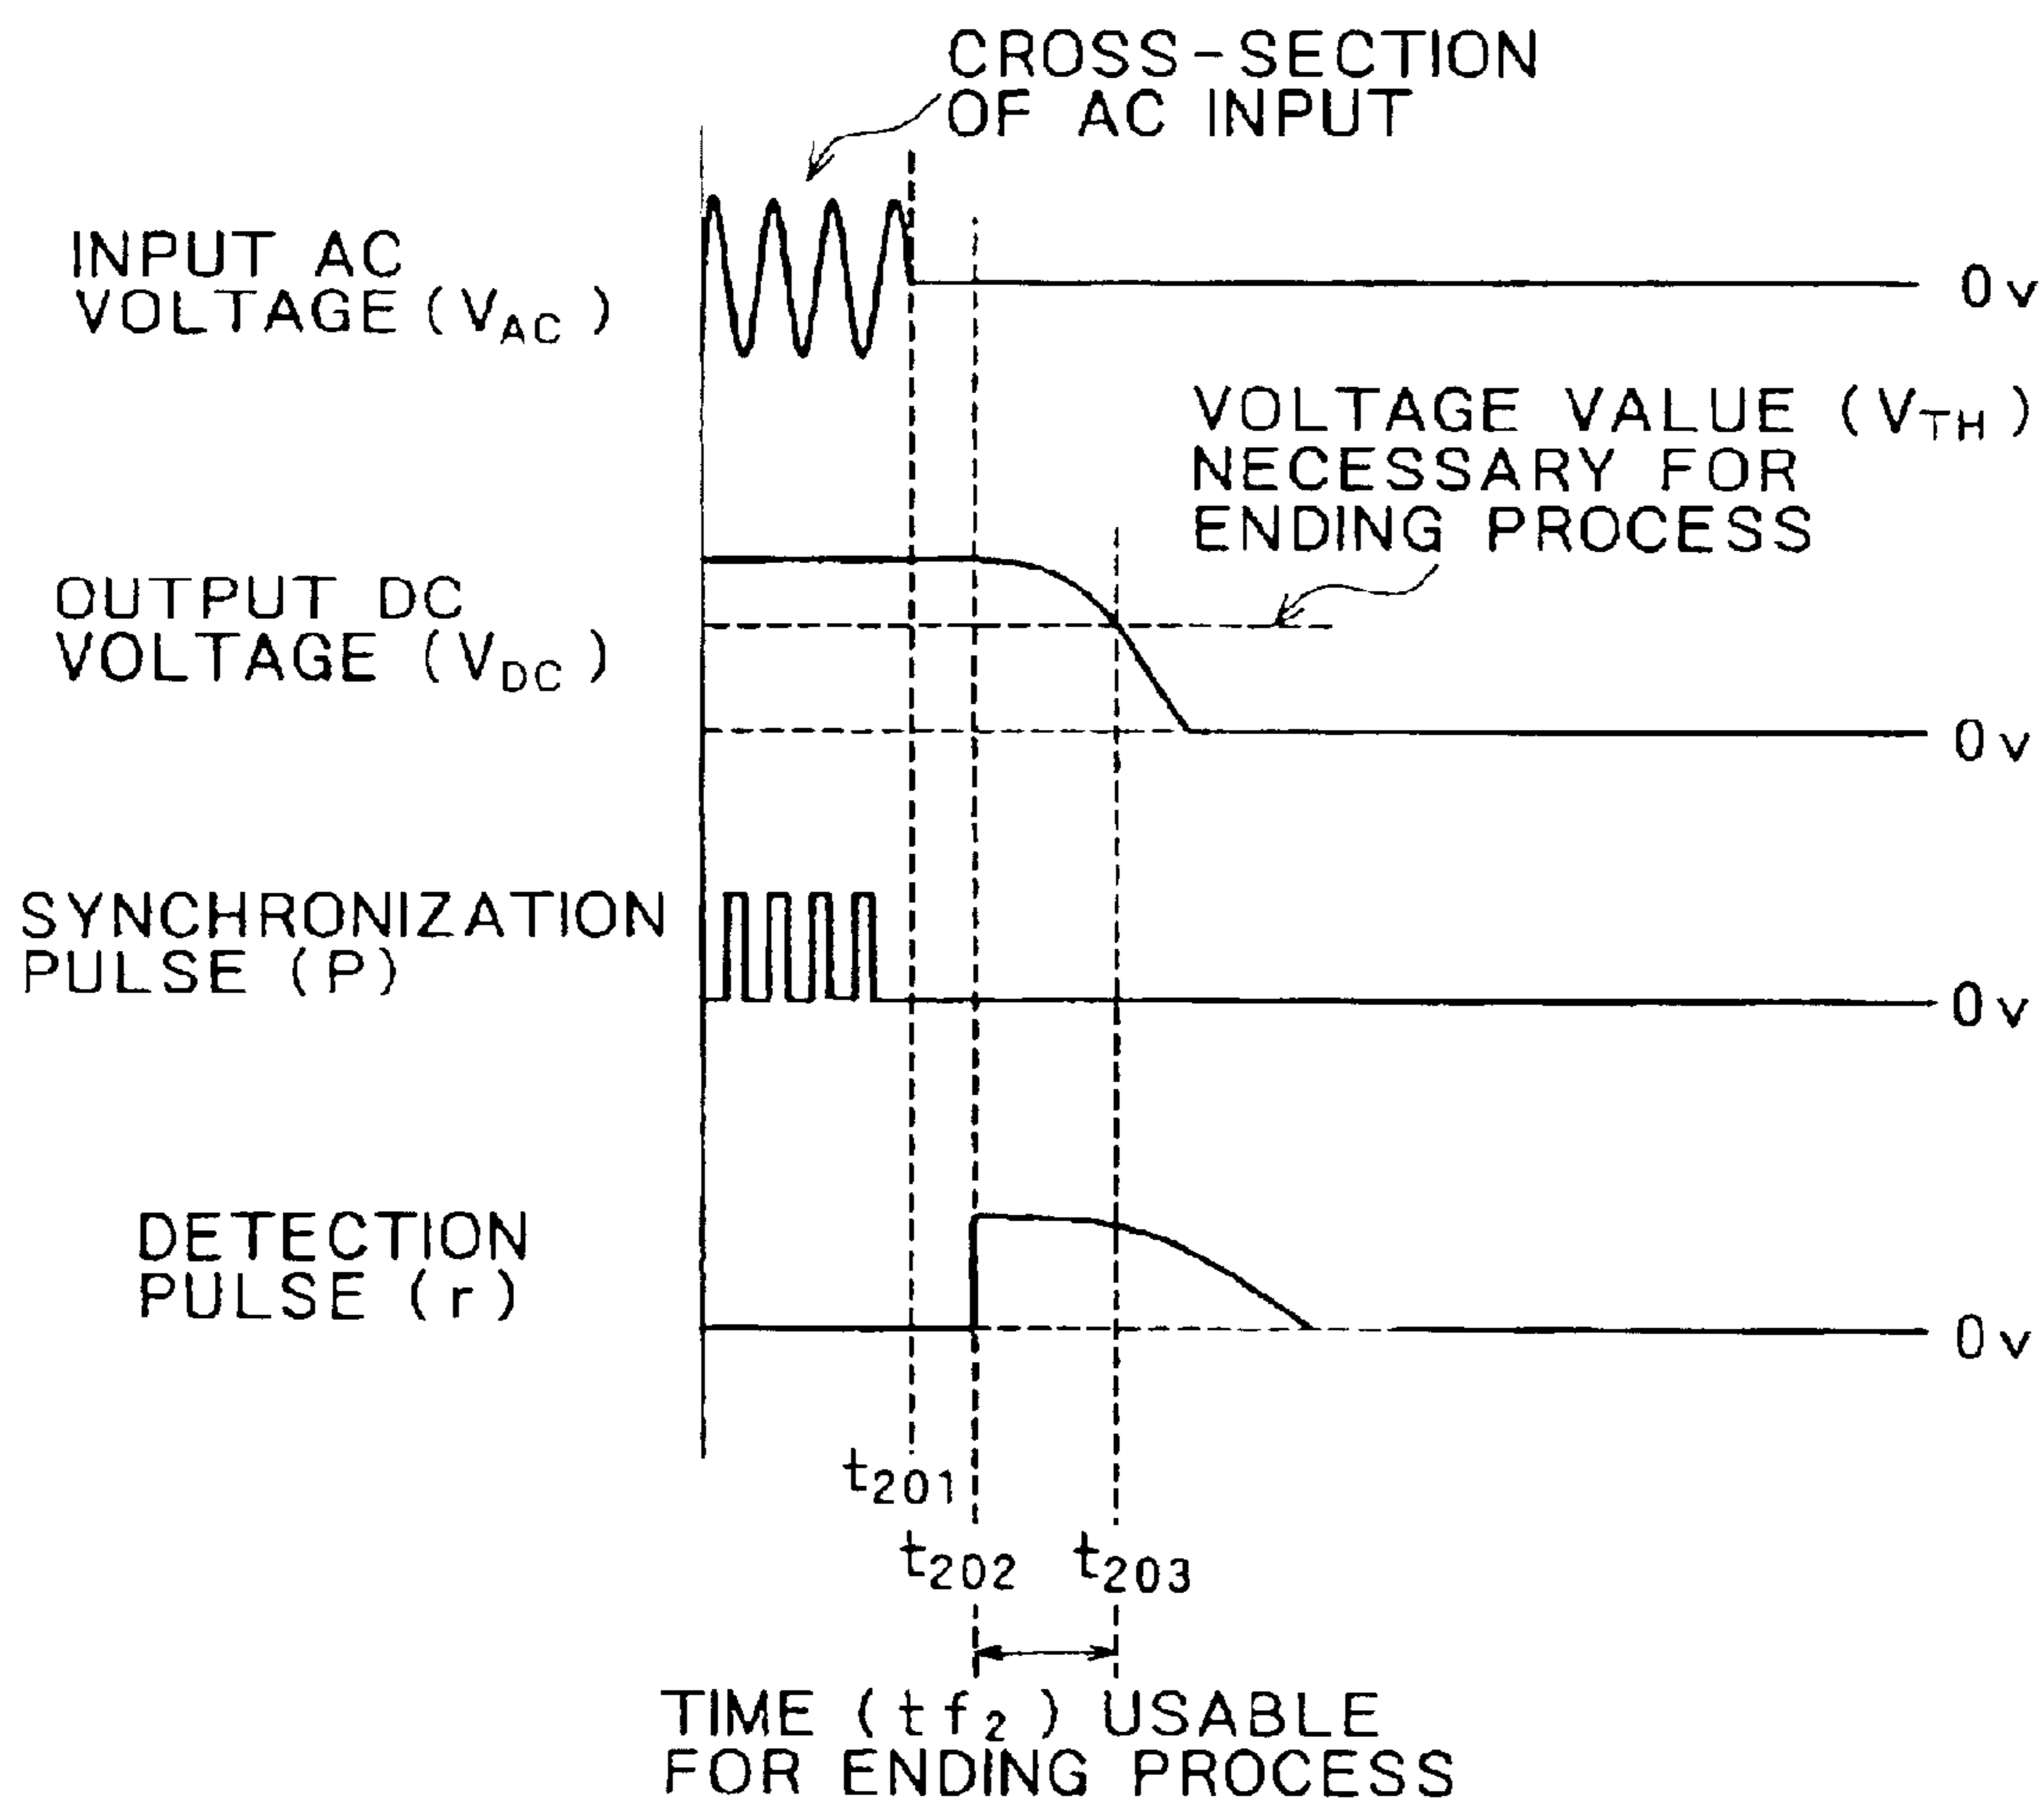 CROSS-SECTION
OF AC INPUT
INPUT AC
VOLTAGE (VAC)
0v
VOLTAGE VALUE (VTH)
NECESSARY FOR
ENDING PROCESS
OUTPUT DC
VOLTAGE (VDC)
0v
SYNCHRONIZATION
PULSE (P)
0v
DETECTION
PULSE (r)
0v
t201
t202 t203
TIME (tf2) USABLE
FOR ENDING PROCESS